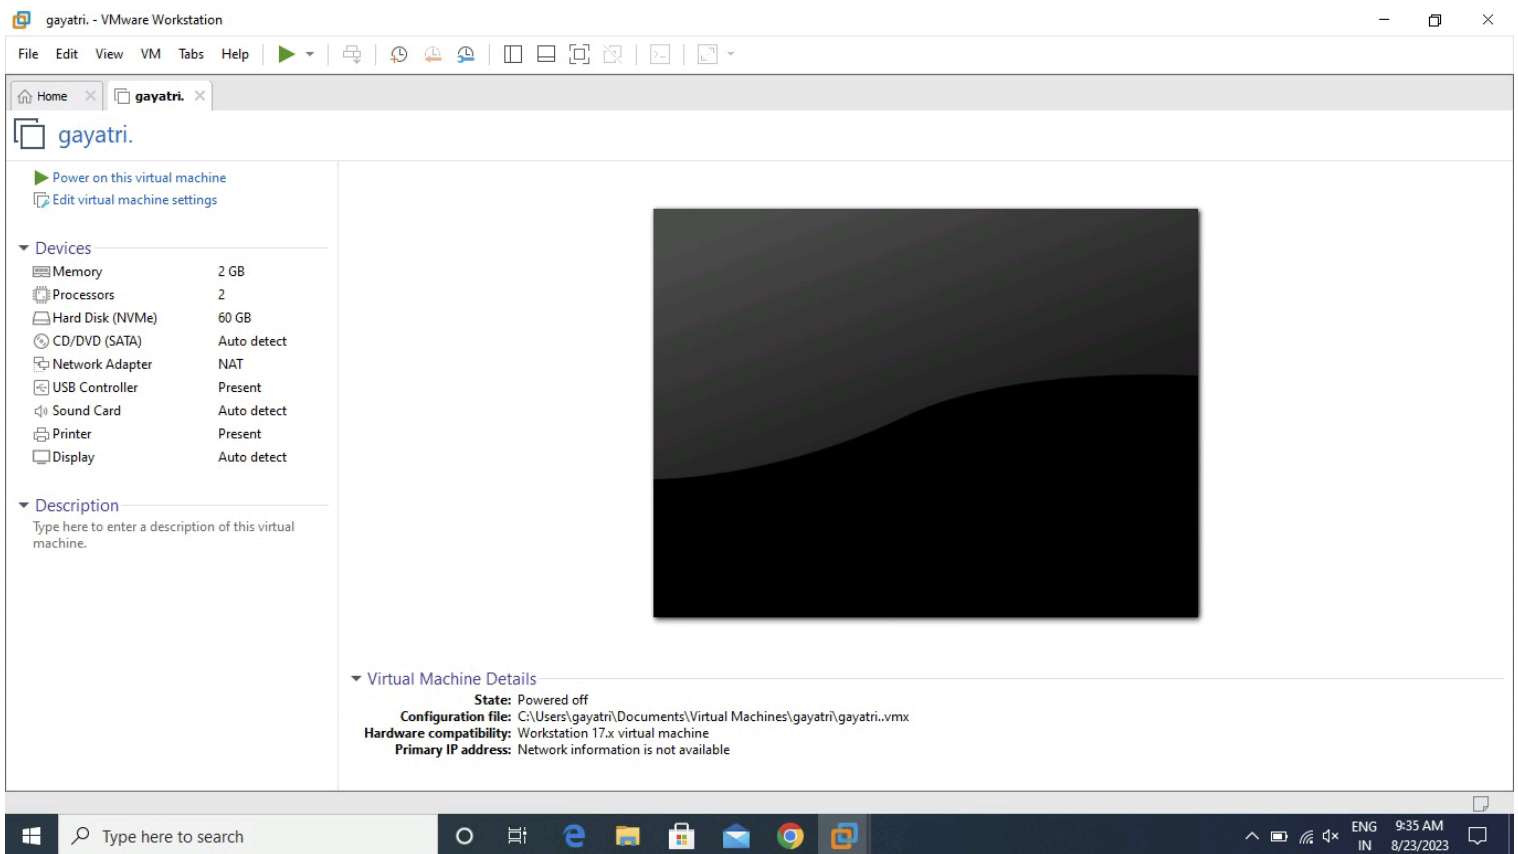 gayatri. - VMware Workstation
File Edit View VM Tabs Help
Home gayatri.
gayatri.
Power on this virtual machine
Edit virtual machine settings
Devices
Memory 2 GB
Processors 2
Hard Disk (NVMe) 60 GB
CD/DVD (SATA) Auto detect
Network Adapter NAT
USB Controller Present
Sound Card Auto detect
Printer Present
Display Auto detect
Description
Type here to enter a description of this virtual
machine.
Virtual Machine Details
State: Powered off
Configuration file: C:\Users\gayatri\Documents\Virtual Machines\gayatri\gayatri..vmx
Hardware compatibility: Workstation 17.x virtual machine
Primary IP address: Network information is not available
Type here to search
ENG 9:35 AM
IN 8/23/2023